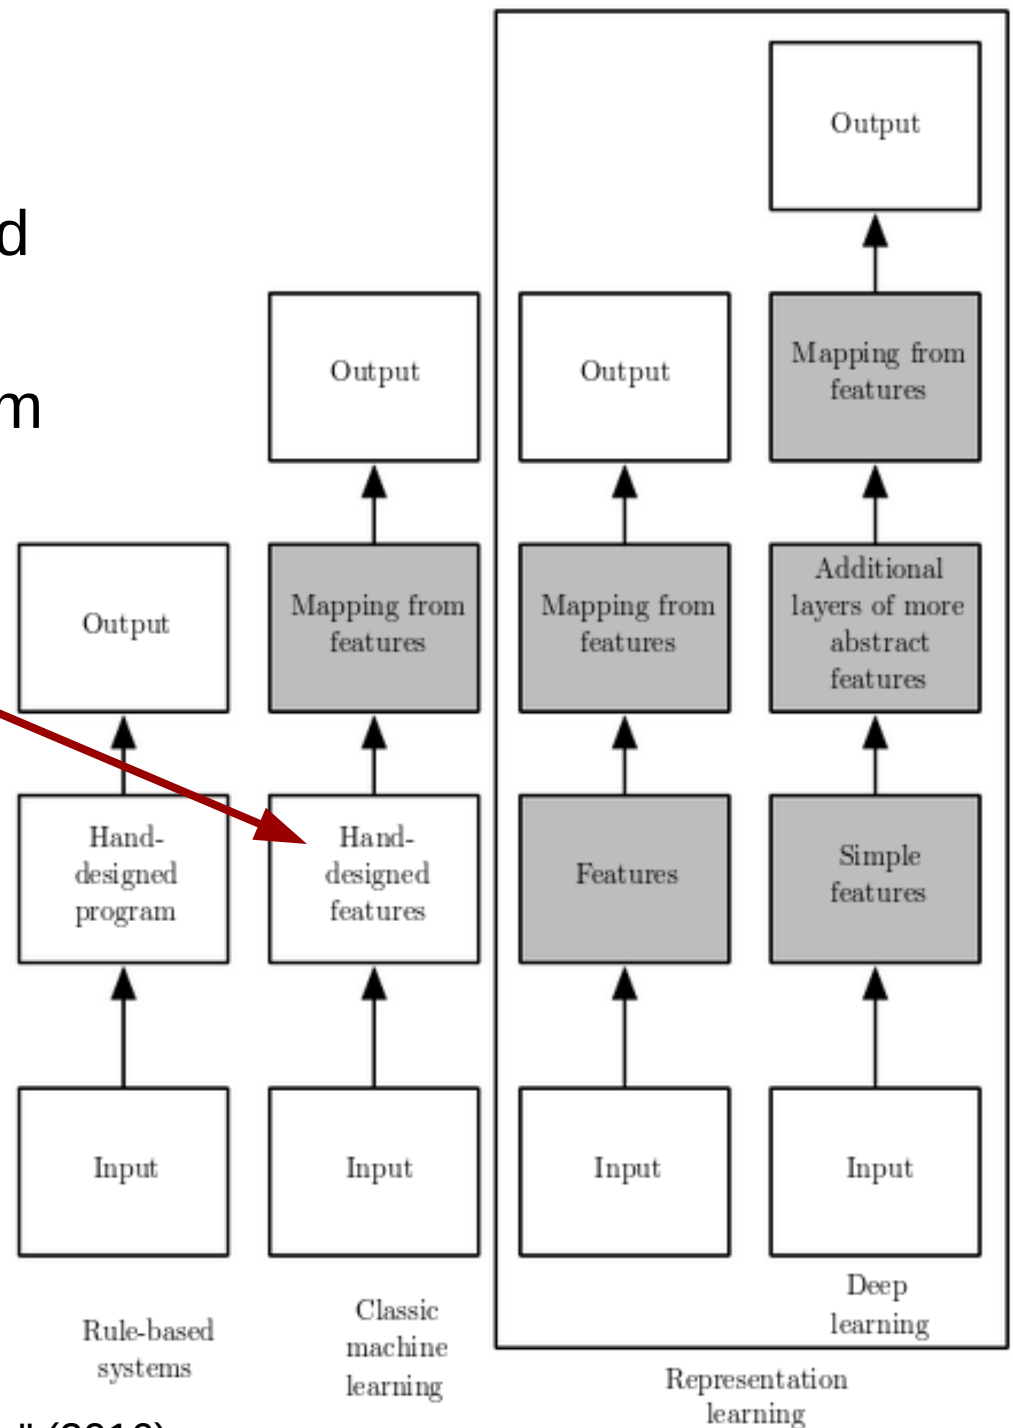 d
m
Output
Output
Output
Mapping from
features
Output
Mapping from
features
Mapping from
features
Additional
layers of more
abstract
features
Hand-
designed
program
Hand-
designed
features
Features
Simple
features
Input
Input
Input
Input
Rule-based
systems
Classic
machine
learning
Deep
learning
Representation
learning